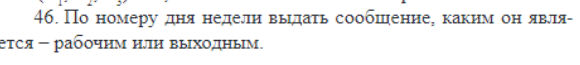 46. По номеру дня недели выдать сообщение, каким он явля-
ется – рабочим или выходным.